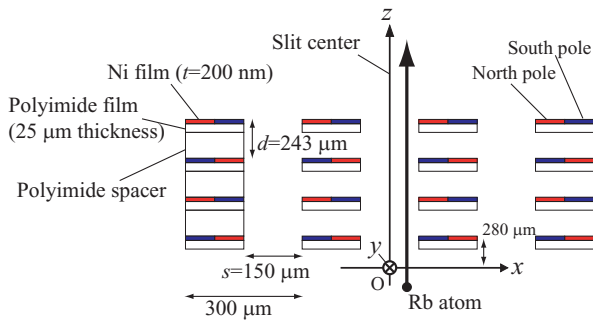 z
Slit center
South pole
Ni film (t=200 nm)
North pole
Polyimide film
(25 μm thickness)
d=243 μm
Polyimide spacer
280 μm
y
s=150 μm
O
x
Rb atom
300 μm